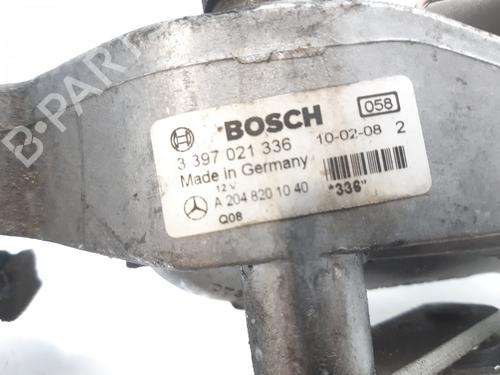 BOSCH
058
3 397 021 336
10-02-08 2
Made in Germany
12 V
A 204 820 10 40
*336"
Q08
B-PARTS